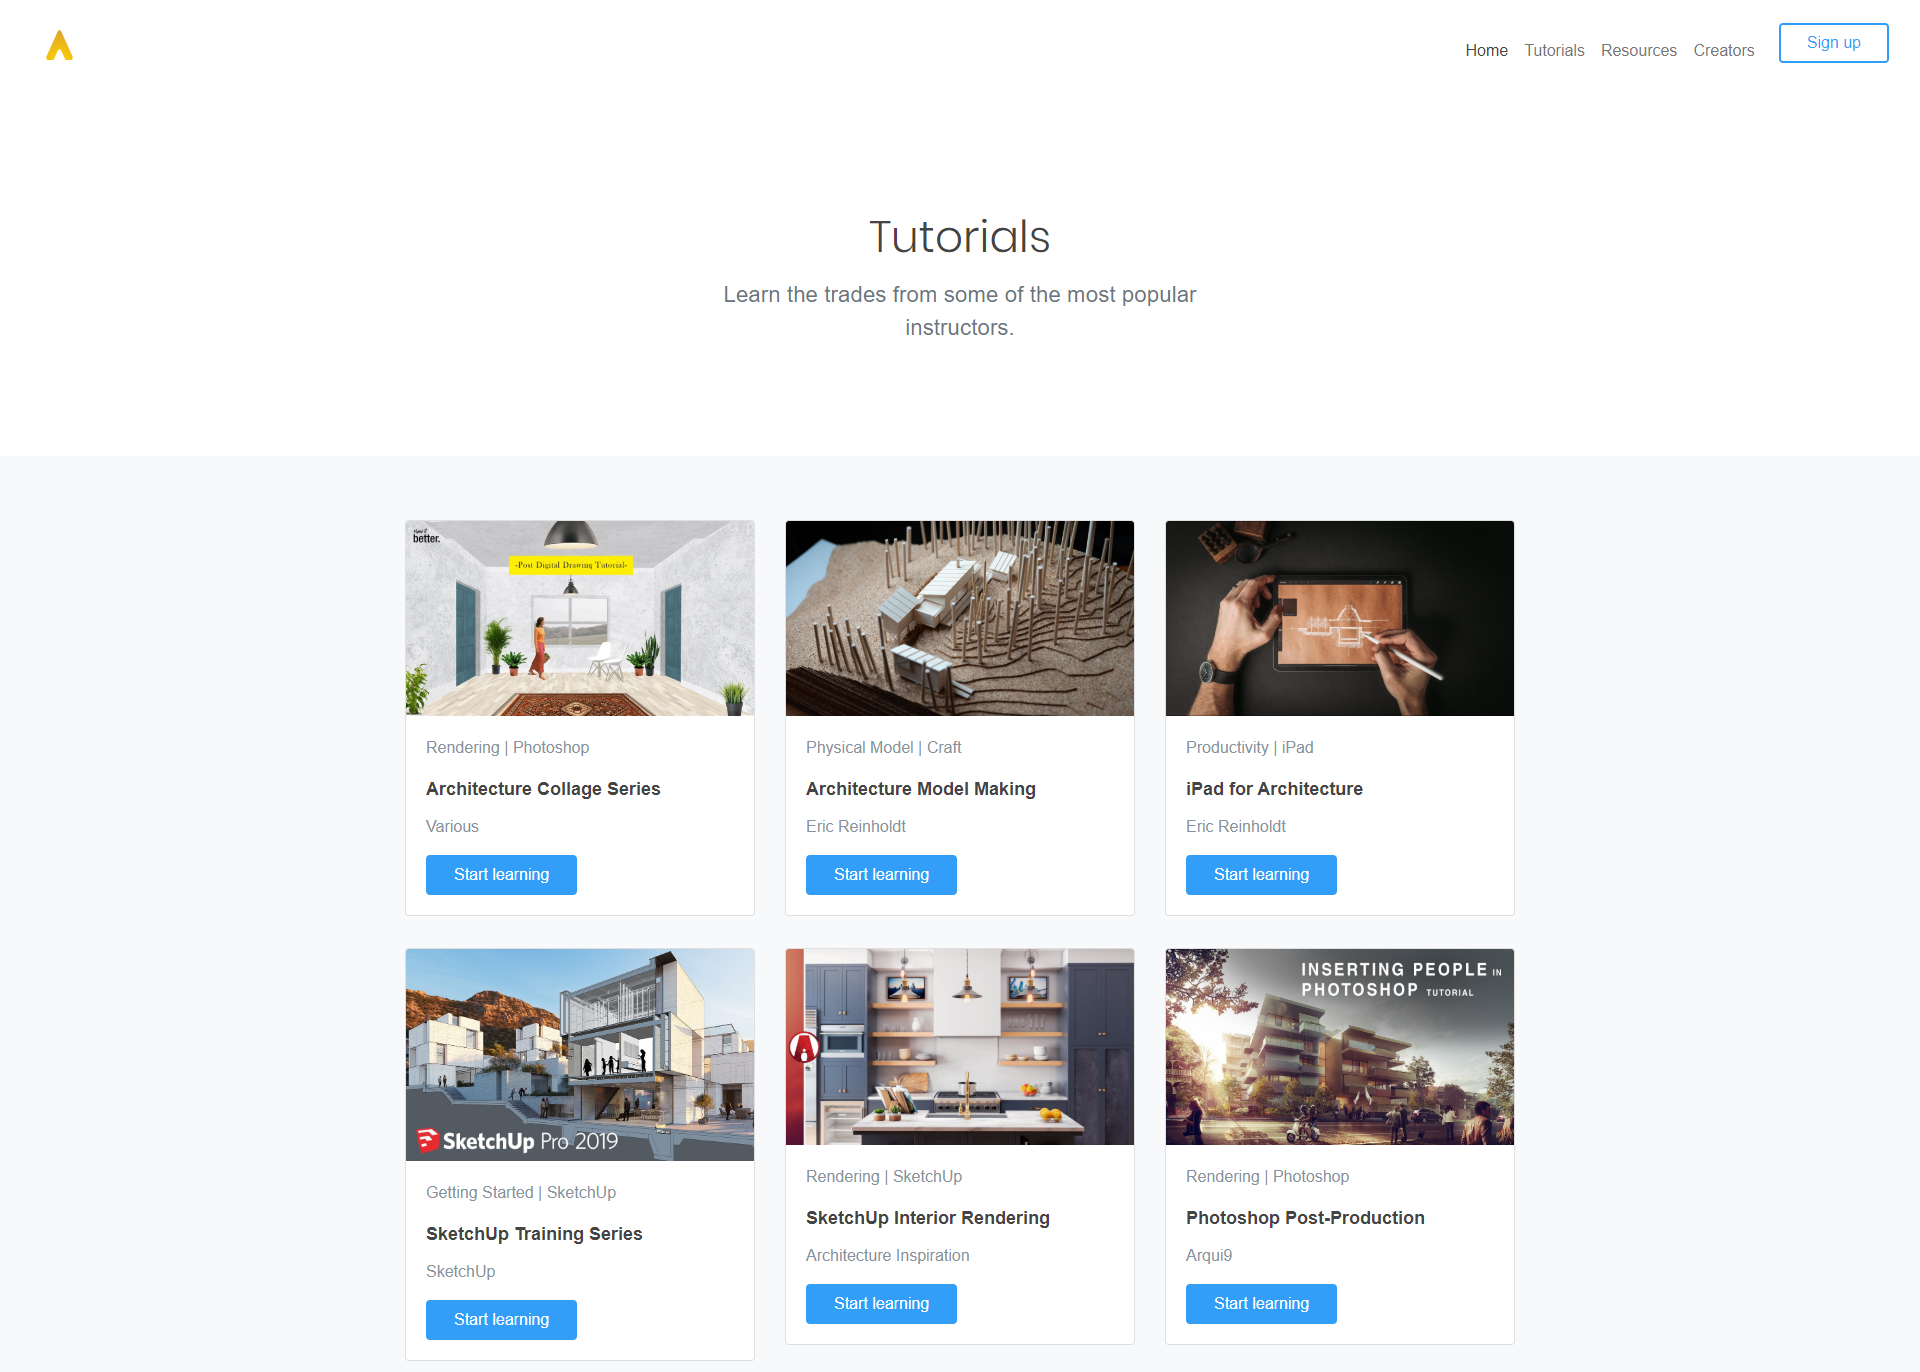 Home Tutorials Resources Creators Sign up
Tutorials
Learn the trades from some of the most popular
instructors.
better.
-Post Digital Drawing Tutorial-
Rendering | Photoshop
Architecture Collage Series
Various
Start learning
Physical Model | Craft
Architecture Model Making
Eric Reinholdt
Start learning
Productivity | iPad
iPad for Architecture
Eric Reinholdt
Start learning
SketchUp Pro 2019
Getting Started | SketchUp
SketchUp Training Series
SketchUp
Start learning
Rendering | SketchUp
SketchUp Interior Rendering
Architecture Inspiration
Start learning
INSERTING PEOPLE IN
PHOTOSHOP TUTORIAL
Rendering | Photoshop
Photoshop Post-Production
Arqui9
Start learning